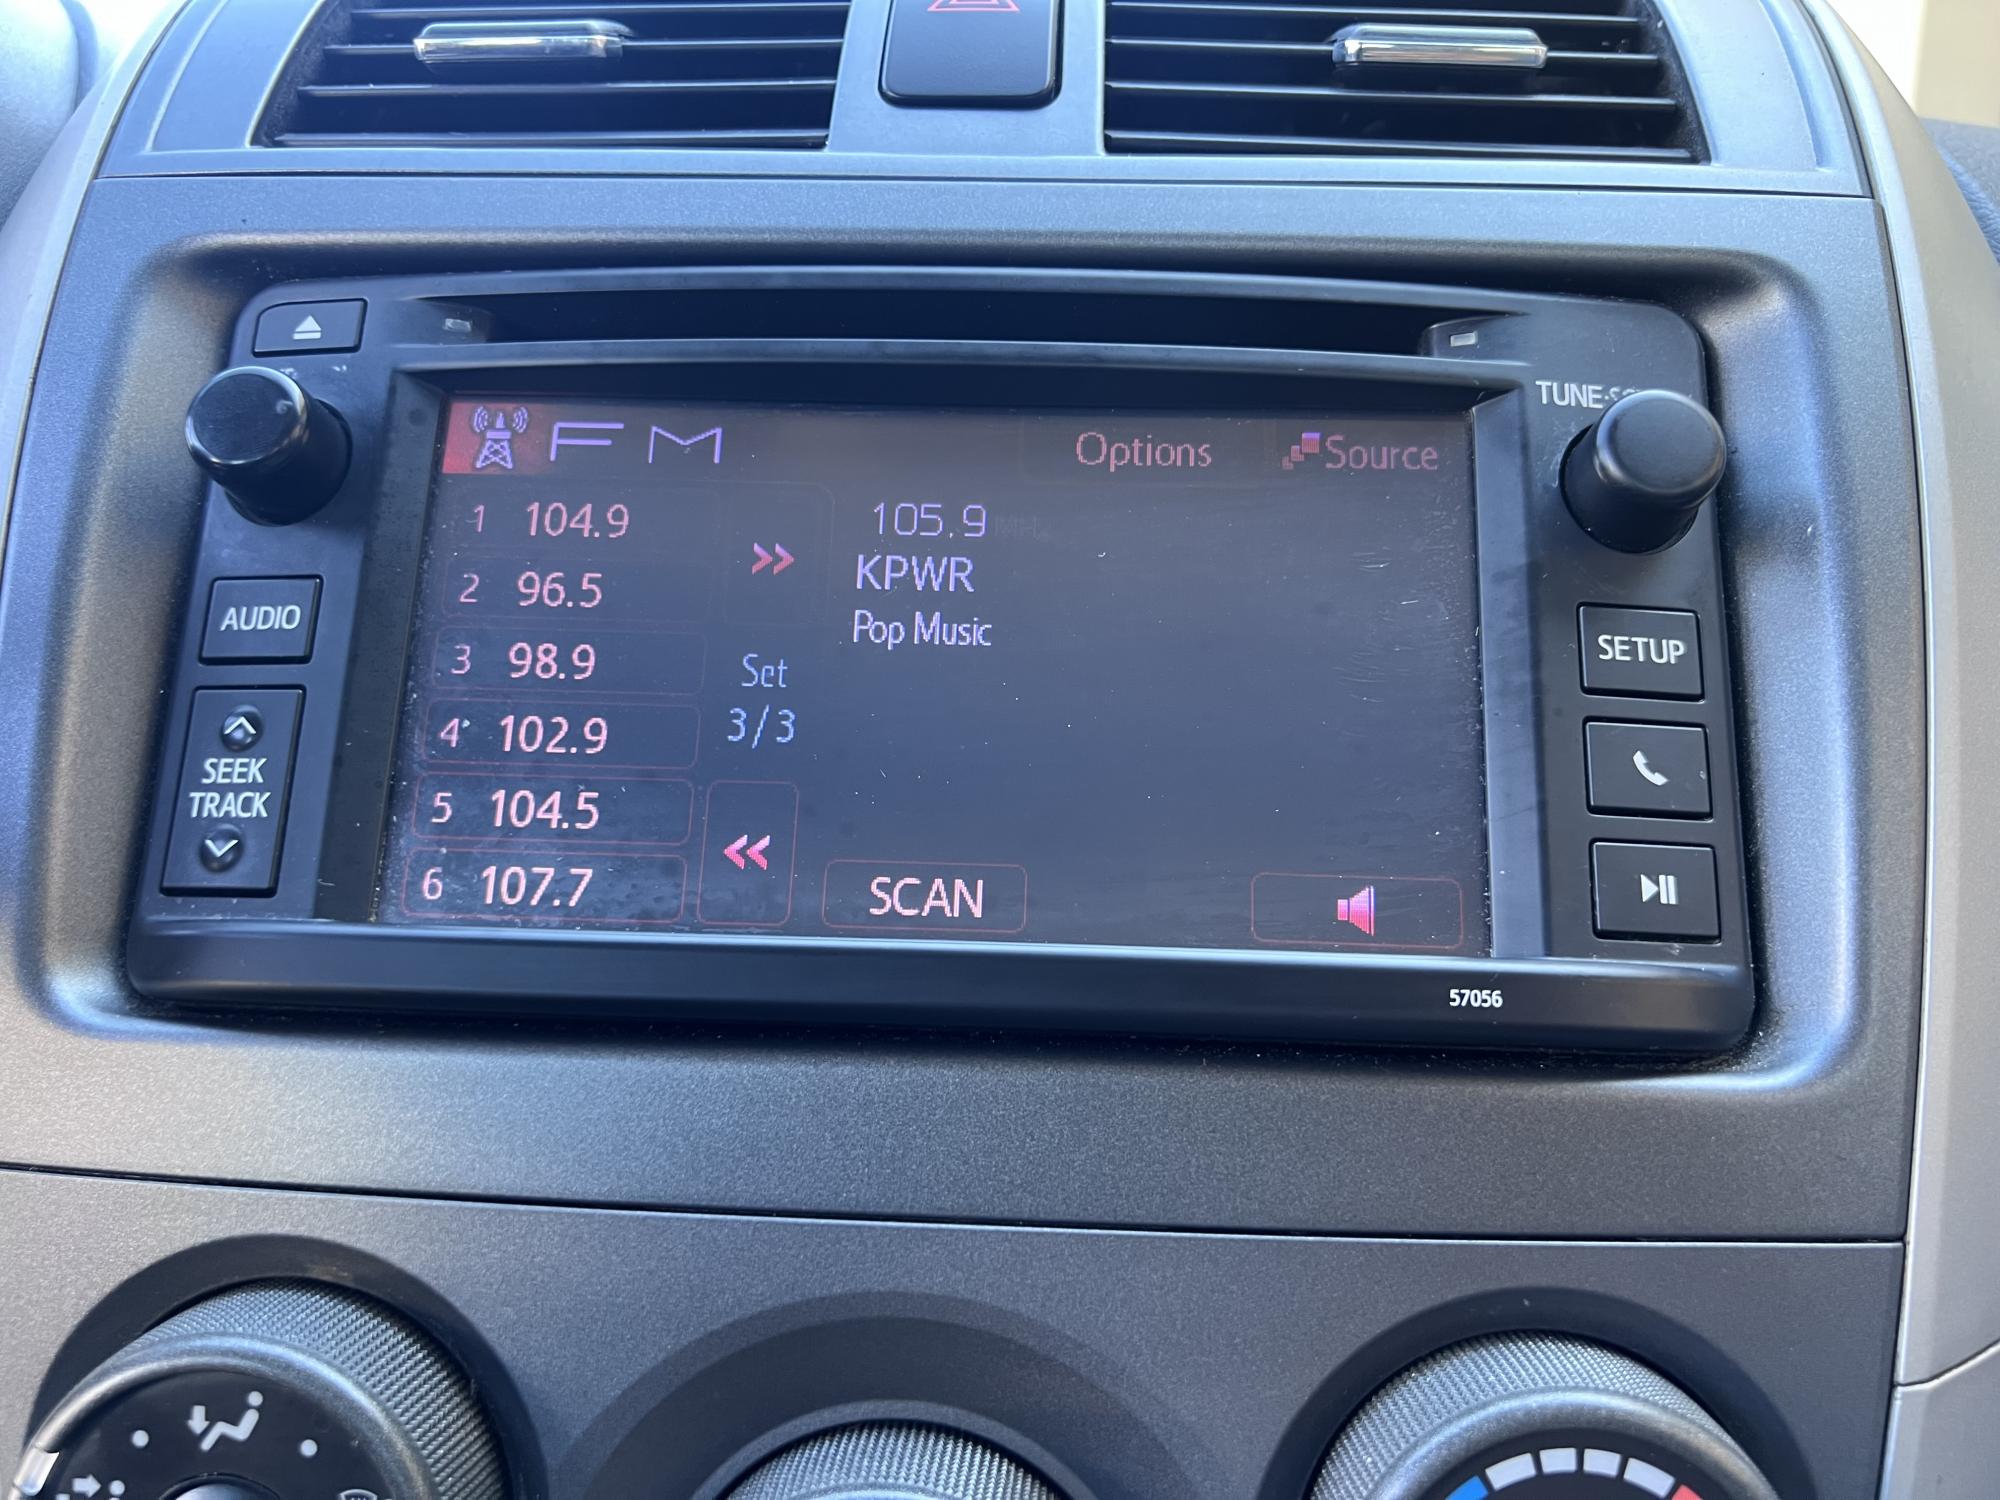 TUNE·
FM Options Source
1 104.9
105.9
2 96.5
KPWR
Pop Music
3 98.9
Set
3/3
4 102.9
5 104.5
6 107.7
SCAN
AUDIO
SEEK
TRACK
SETUP
57056